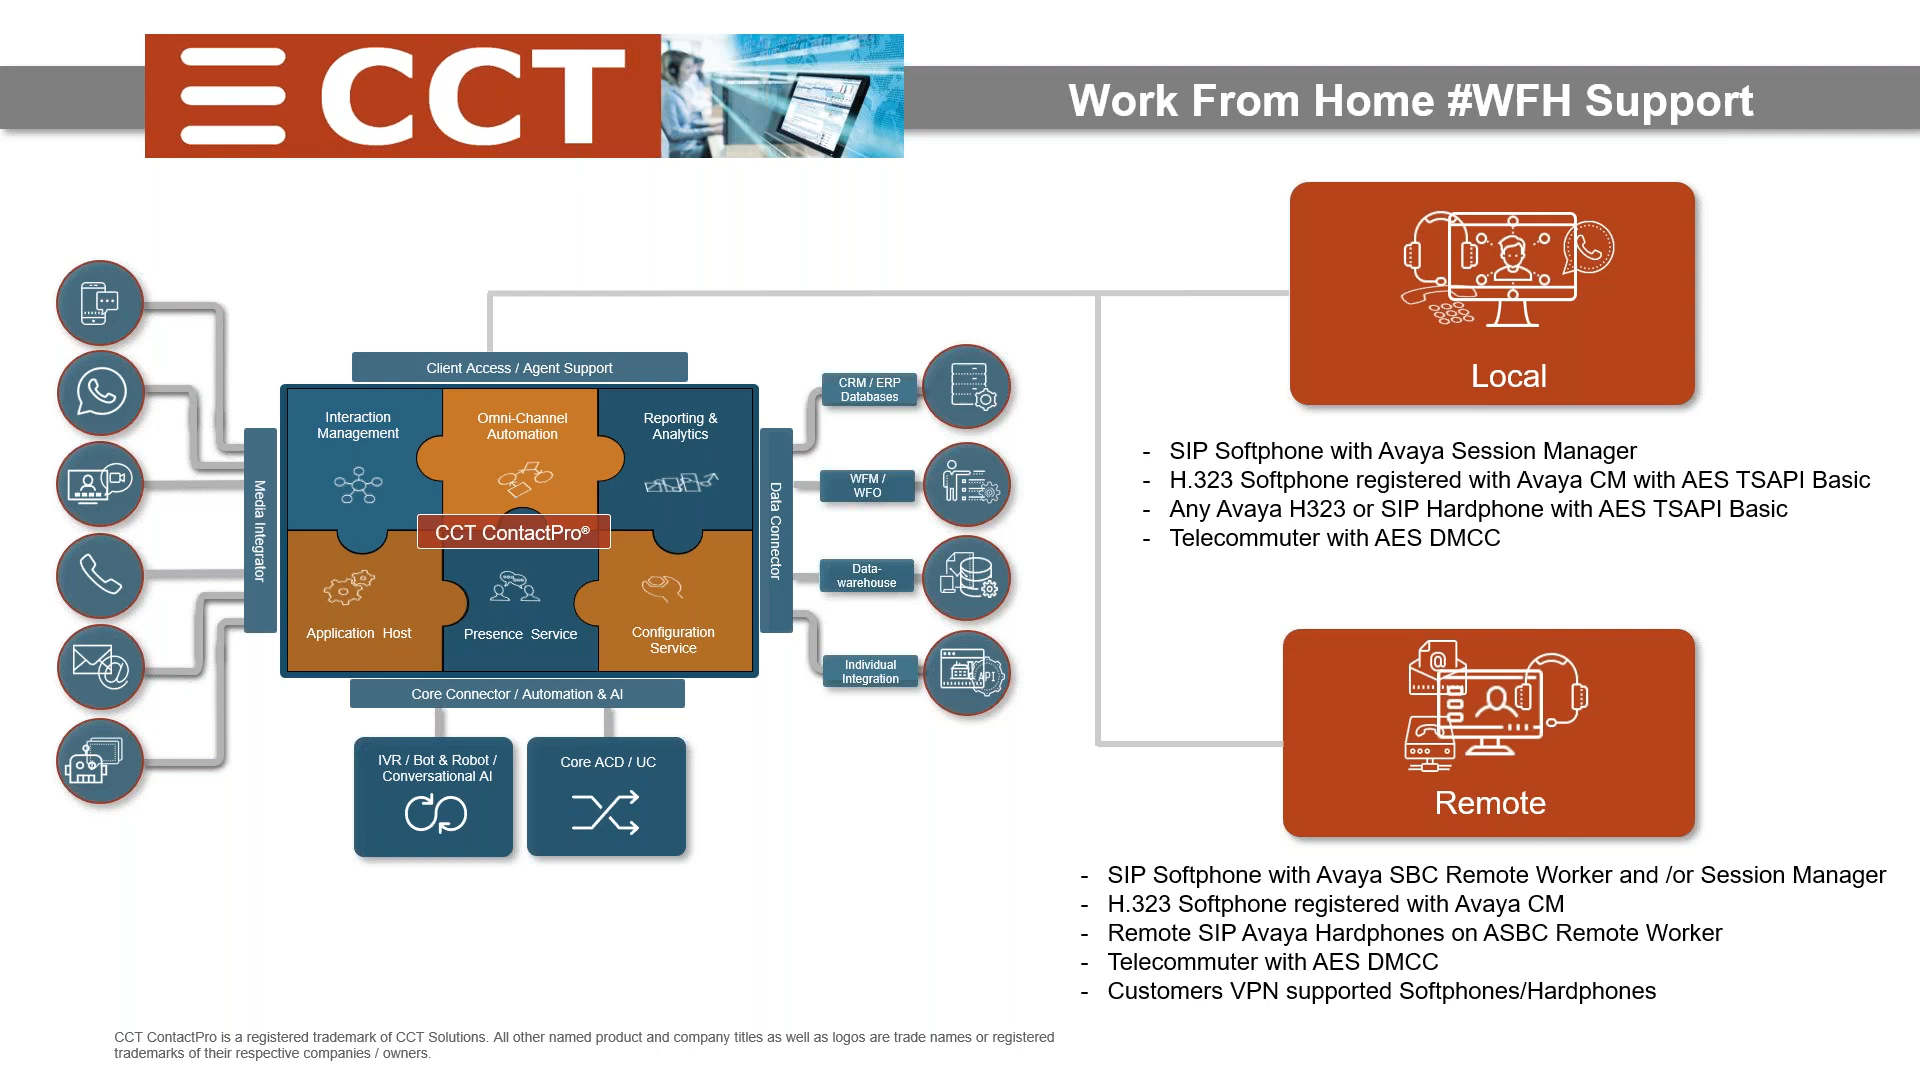 CCT
Work From Home #WFH Support
Client Access / Agent Support
Interaction
Management
Omni-Channel
Automation
Reporting &
Analytics
CCT ContactPro®
Application Host
Presence Service
Configuration
Service
Media Integrator
Data Connector
CRM / ERP
Databases
WFM /
WFO
Data-
warehouse
Individual
Integration
API
Core Connector / Automation & AI
IVR / Bot & Robot /
Conversational AI
Core ACD / UC
Local
- SIP Softphone with Avaya Session Manager
- H.323 Softphone registered with Avaya CM with AES TSAPI Basic
- Any Avaya H323 or SIP Hardphone with AES TSAPI Basic
- Telecommuter with AES DMCC
Remote
- SIP Softphone with Avaya SBC Remote Worker and /or Session Manager
- H.323 Softphone registered with Avaya CM
- Remote SIP Avaya Hardphones on ASBC Remote Worker
- Telecommuter with AES DMCC
- Customers VPN supported Softphones/Hardphones
CCT ContactPro is a registered trademark of CCT Solutions. All other named product and company titles as well as logos are trade names or registered
trademarks of their respective companies / owners.